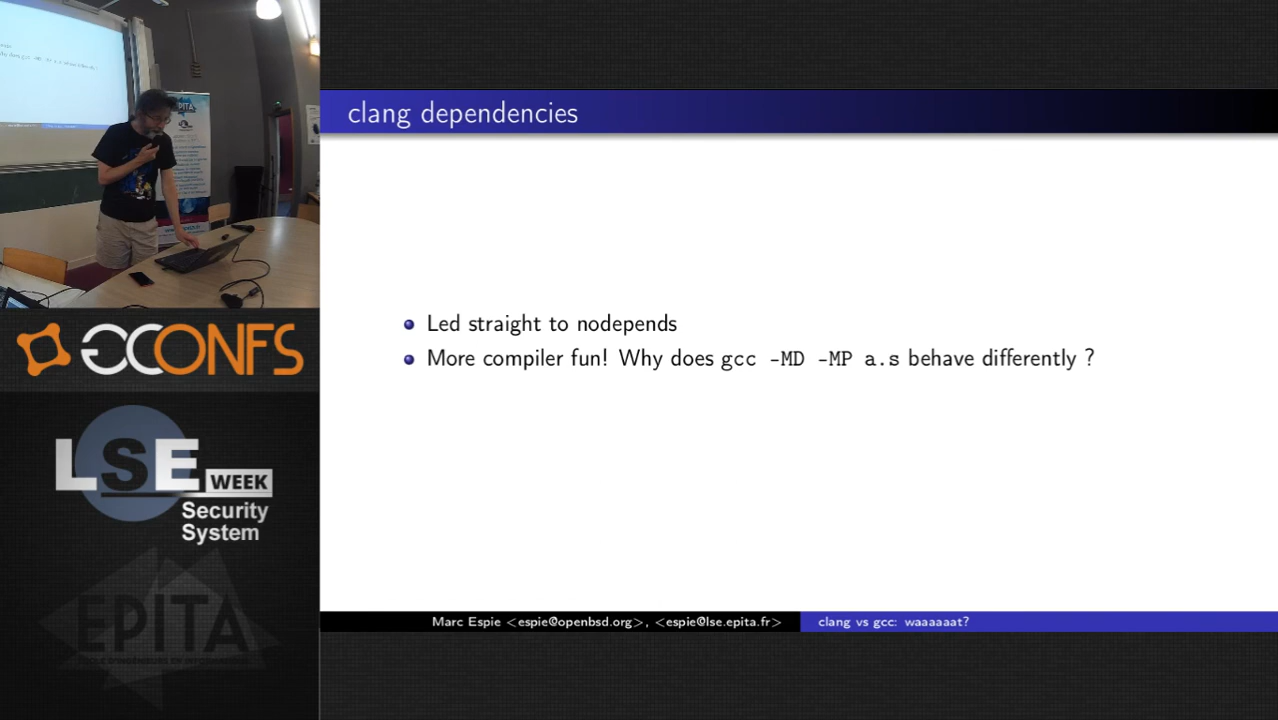 clang dependencies
Led straight to nodepends
More compiler fun! Why does gcc -MD -MP a.s behave differently ?
Marc Espie <espie@openbsd.org>, <espie@lse.epita.fr>
clang vs gcc: waaaaaat?
GCONFS
LSE WEEK
Security
System
EPITA